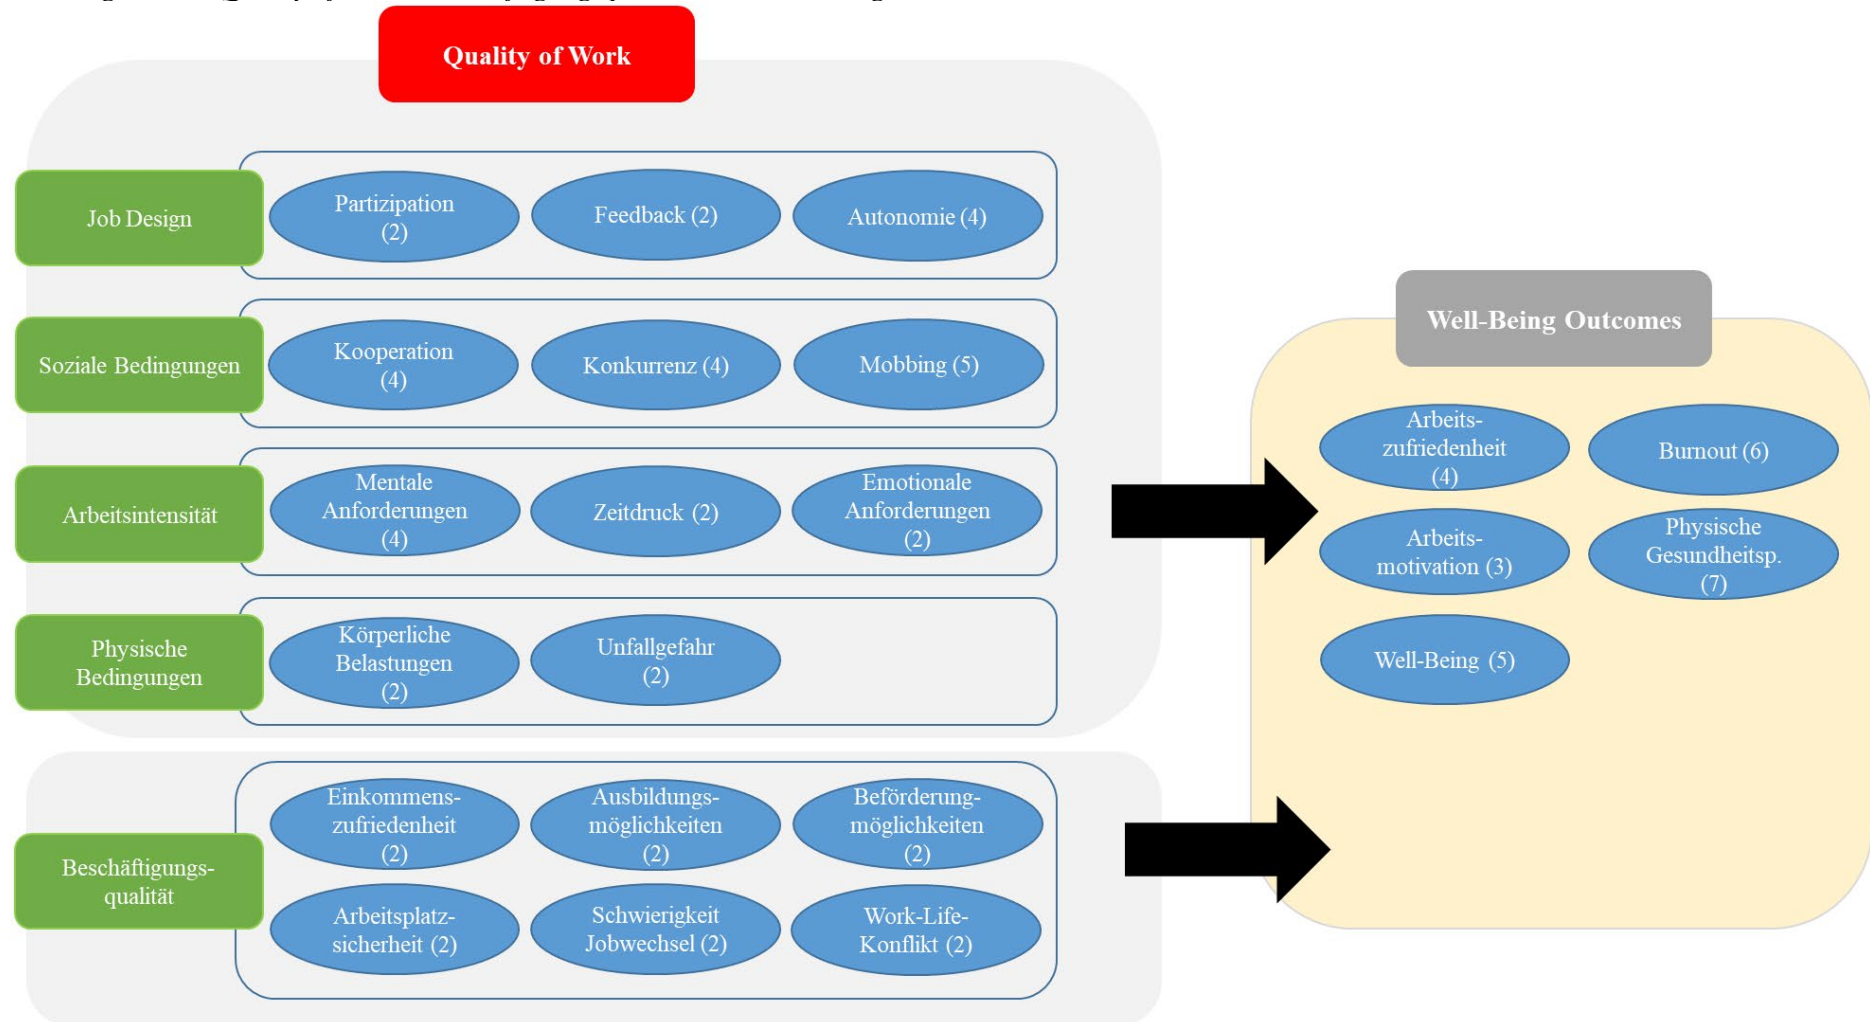 Quality of Work
Job Design
Partizipation
(2)
Feedback (2)
Autonomie (4)
Soziale Bedingungen
Kooperation
(4)
Konkurrenz (4)
Mobbing (5)
Arbeitsintensität
Mentale
Anforderungen
(4)
Zeitdruck (2)
Emotionale
Anforderungen
(2)
Physische
Bedingungen
Körperliche
Belastungen
(2)
Unfallgefahr
(2)
Beschäftigungs-
qualität
Einkommens-
zufriedenheit
(2)
Ausbildungs-
möglichkeiten
(2)
Beförderung-
möglichkeiten
(2)
Arbeitsplatz-
sicherheit (2)
Schwierigkeit
Jobwechsel (2)
Work-Life-
Konflikt (2)
Well-Being Outcomes
Arbeits-
zufriedenheit
(4)
Burnout (6)
Arbeits-
motivation (3)
Physische
Gesundheitsp.
(7)
Well-Being (5)